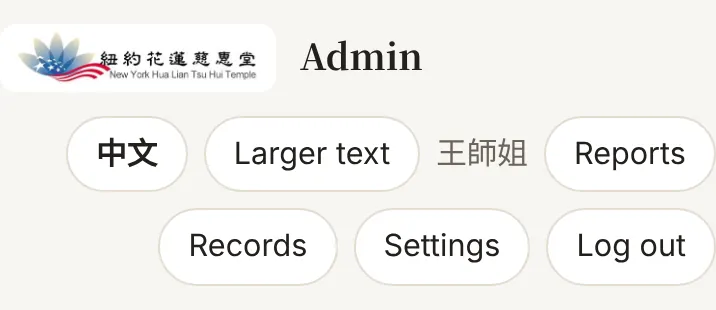 紐約花蓮慈惠堂
New York Hua Lian Tsu Hui Temple
Admin
中文
Larger text
王師姐
Reports
Records
Settings
Log out